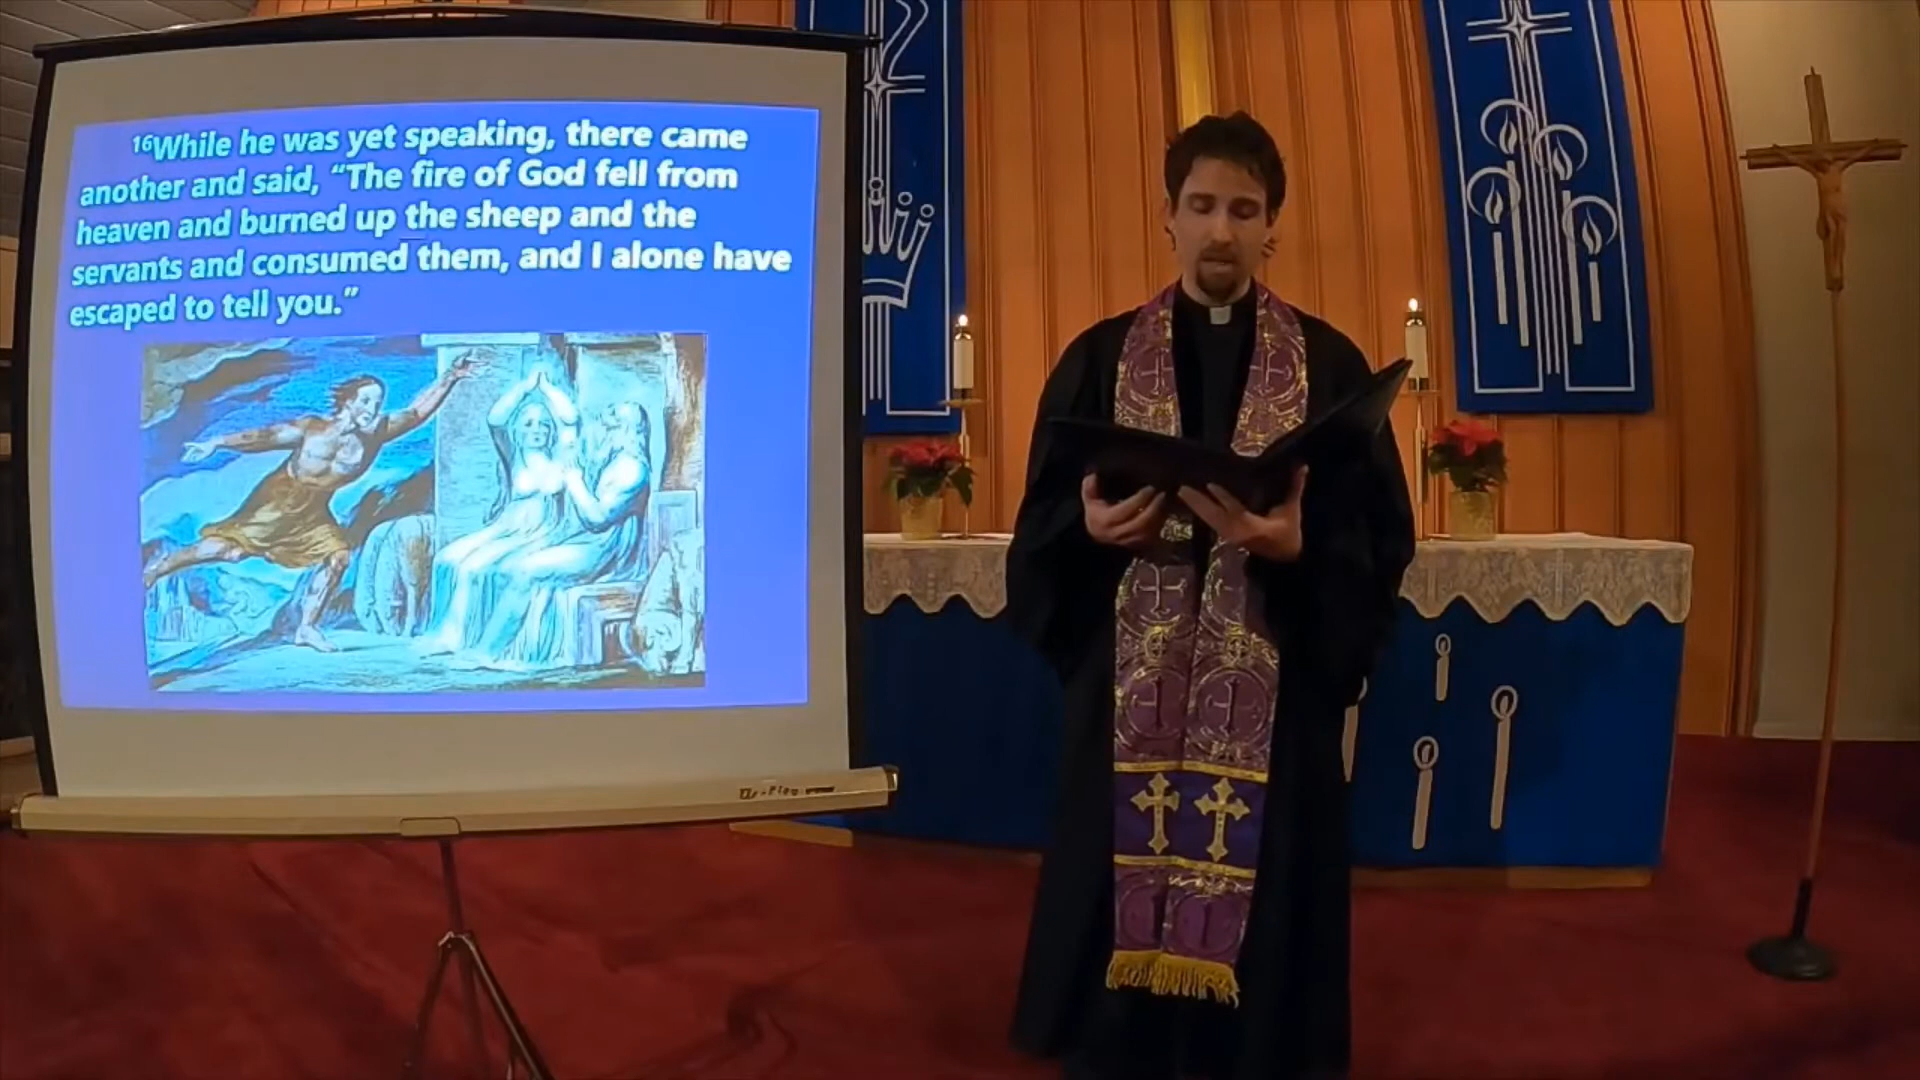 16While he was yet speaking, there came
another and said, “The fire of God fell from
heaven and burned up the sheep and the
servants and consumed them, and I alone have
escaped to tell you.”